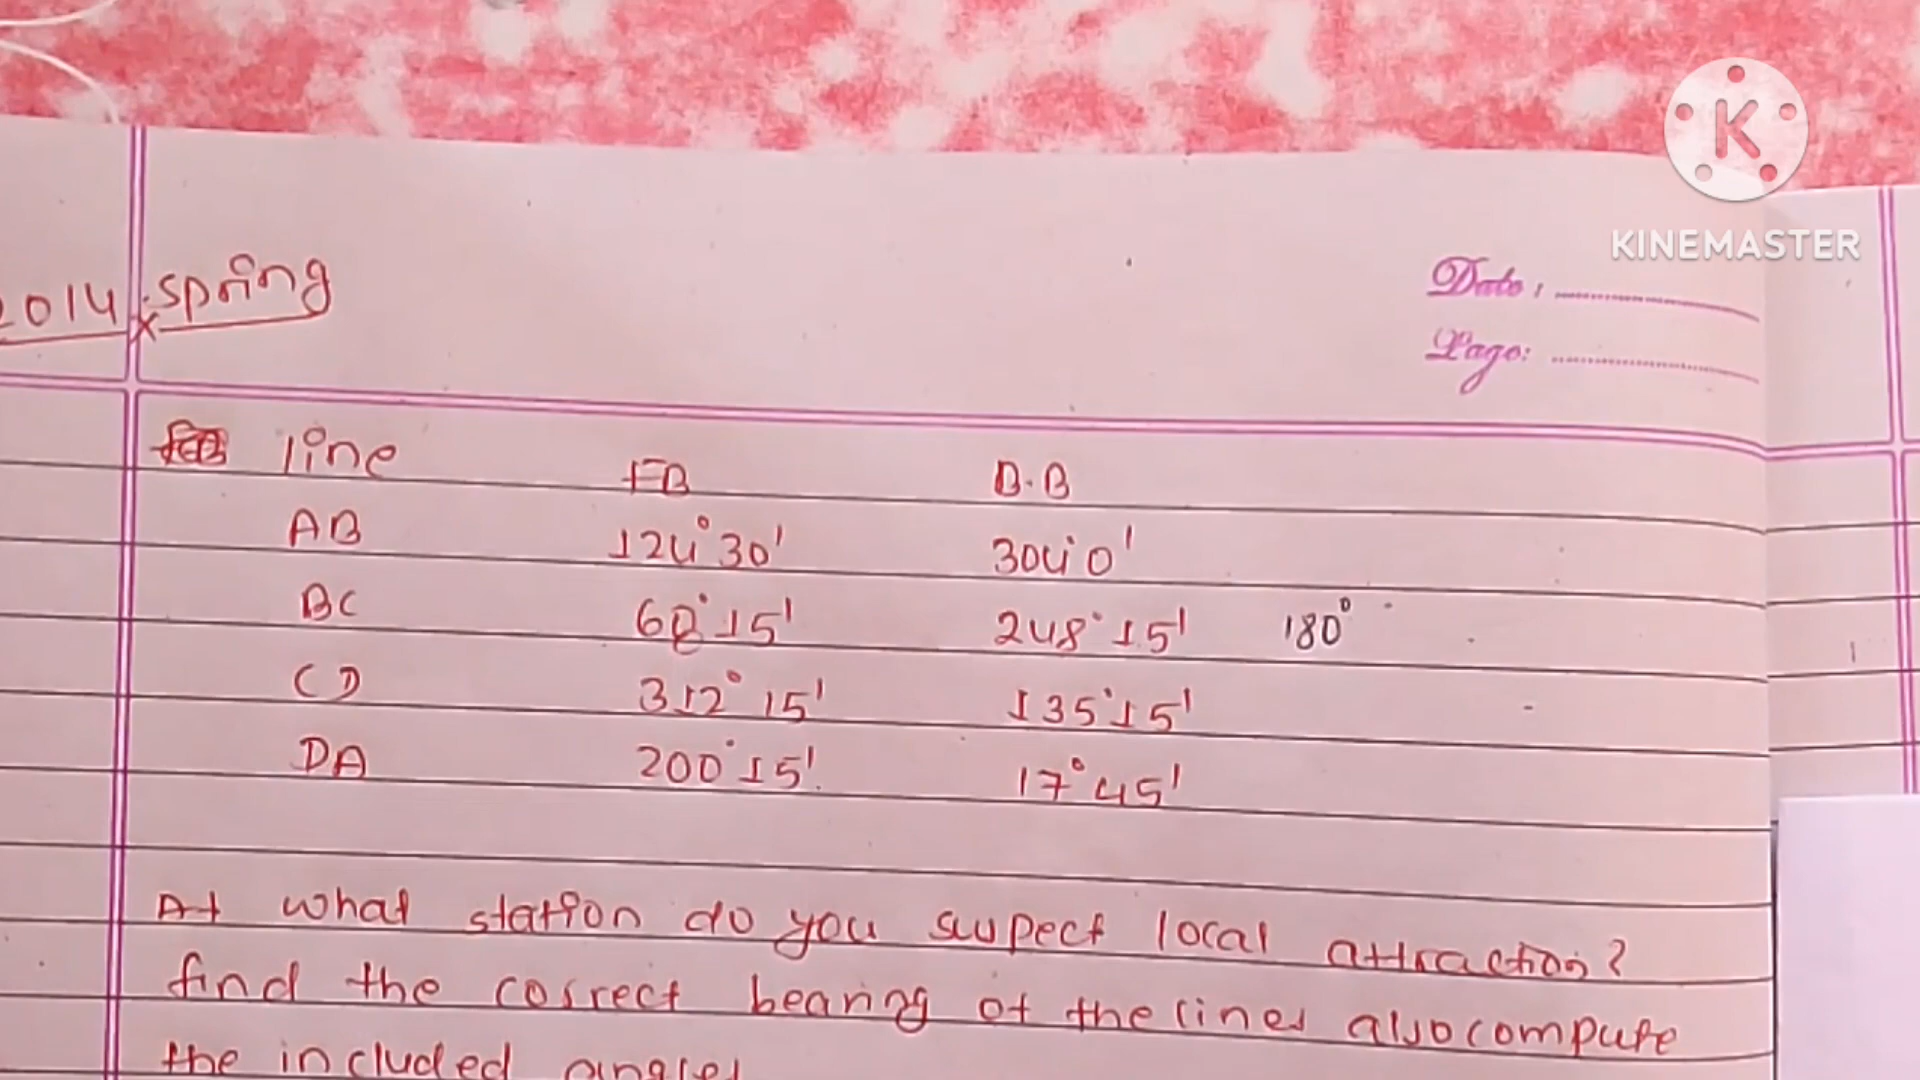 KINEMASTER
2014 spring
Date:
Page:
line FB B.B
AB 124°30' 304°0'
BC 68°15' 248°15' 180°
CD 312°15' 135°15'
DA 200°15' 17°45'
At what station do you suspect local attraction?
find the correct bearing of the lines also compute
the included angles